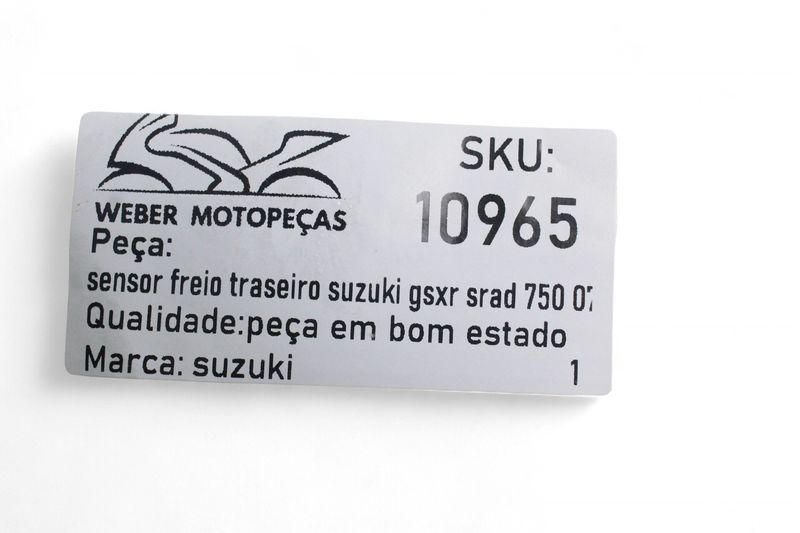 WEBER MOTOPEÇAS
SKU:
10965
Peça:
sensor freio traseiro suzuki gsxr srad 750 07
Qualidade:peça em bom estado
Marca: suzuki
1